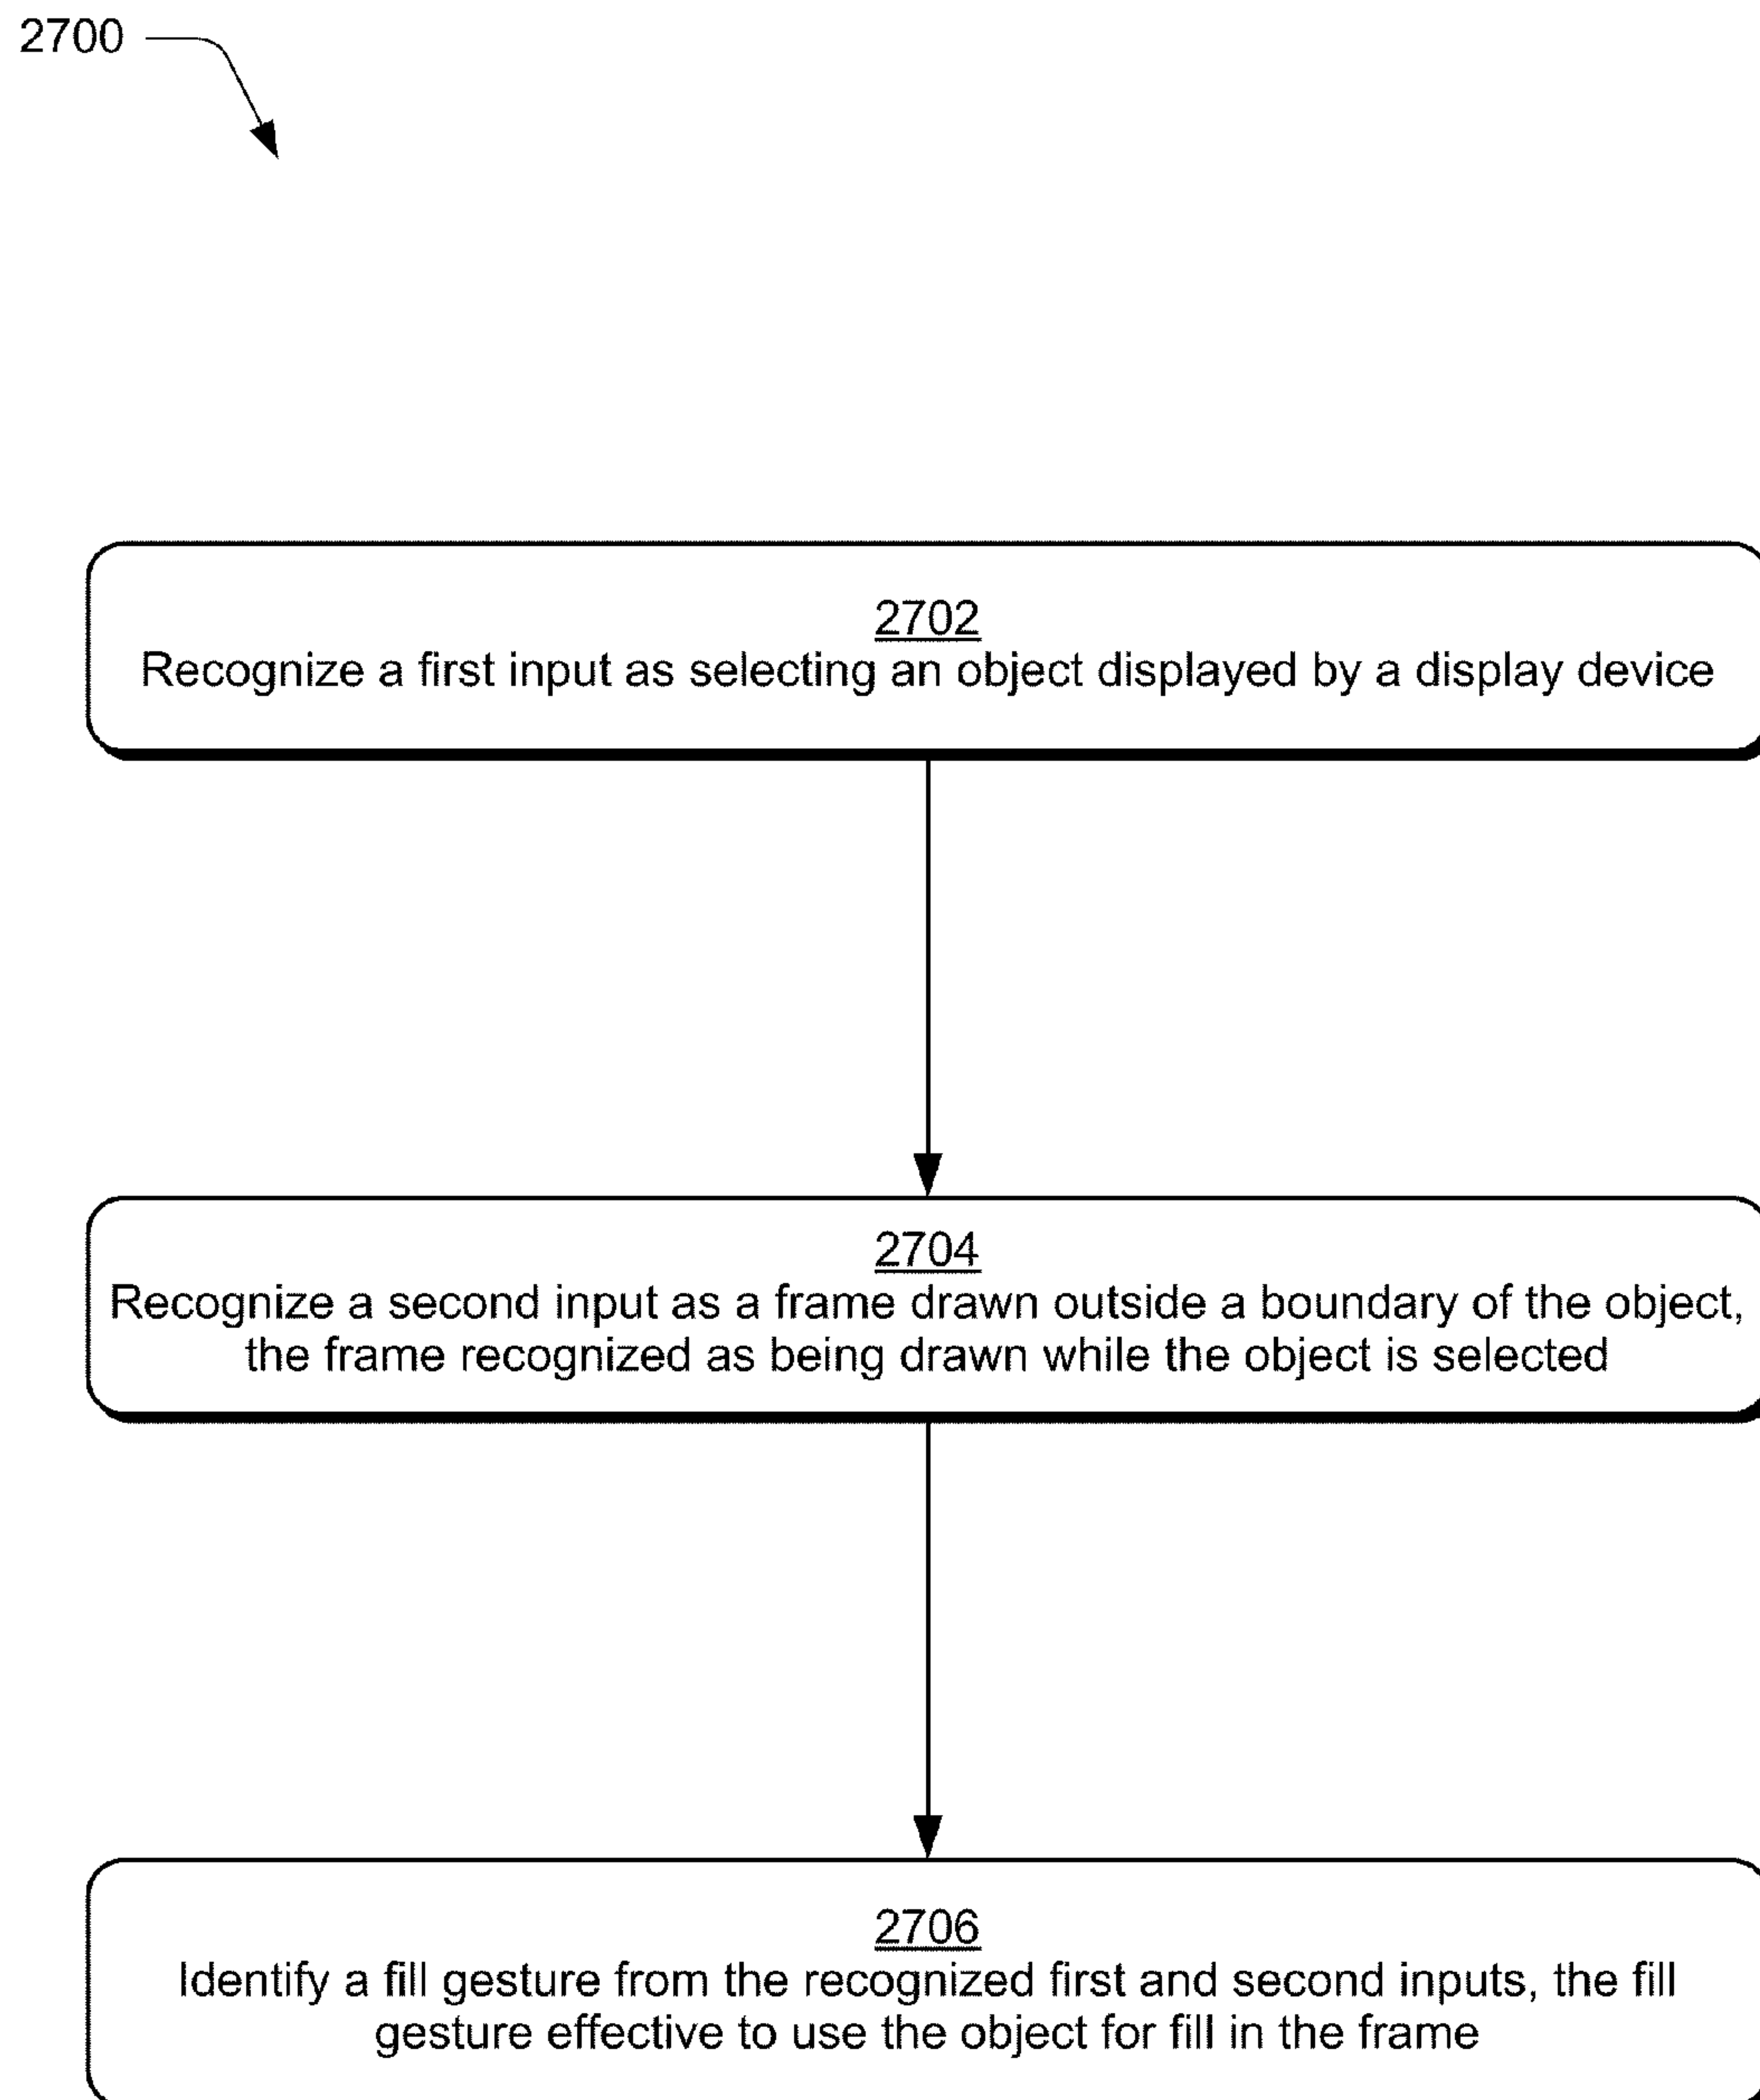 2700
2702
Recognize a first input as selecting an object displayed by a display device
2704
Recognize a second input as a frame drawn outside a boundary of the object,
the frame recognized as being drawn while the object is selected
2706
Identify a fill gesture from the recognized first and second inputs, the fill
gesture effective to use the object for fill in the frame